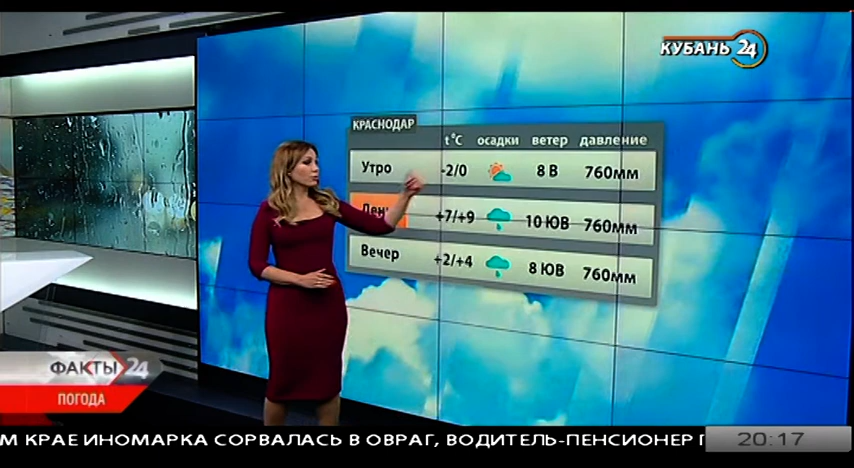 КУБАНЬ 24
КРАСНОДАР
t°C осадки ветер давление
Утро -2/0 8 В 760мм
День +7/+9 10 ЮВ 760мм
Вечер +2/+4 8 ЮВ 760мм
ФАКТЫ 24
ПОГОДА
М КРАЕ ИНОМАРКА СОРВАЛАСЬ В ОВРАГ, ВОДИТЕЛЬ-ПЕНСИОНЕР
20:17